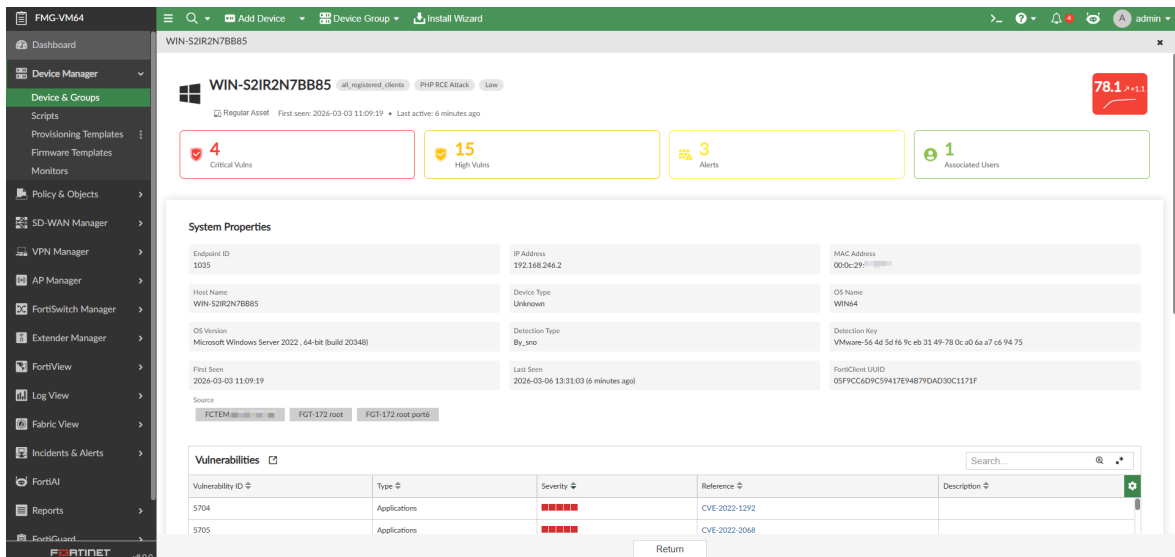 FMG-VM64
Add Device
Device Group
Install Wizard
>_
?
4
A
admin
Dashboard
Device Manager
Device & Groups
Scripts
Provisioning Templates
Firmware Templates
Monitors
Policy & Objects
SD-WAN Manager
VPN Manager
AP Manager
FortiSwitch Manager
Extender Manager
FortiView
Log View
Fabric View
Incidents & Alerts
FortiAI
Reports
FortiGuard
FORTINET
v8.0.0
WIN-S2IR2N7BB85
WIN-S2IR2N7BB85 all_registered_clients PHP RCE Attack Low
Regular Asset First seen: 2026-03-03 11:09:19 • Last active: 6 minutes ago
78.1 +1.1
4
Critical Vulns
15
High Vulns
3
Alerts
1
Associated Users
System Properties
Endpoint ID
1035
IP Address
192.168.246.2
MAC Address
00:0c:29:
Host Name
WIN-S2IR2N7BB85
Device Type
Unknown
OS Name
WIN64
OS Version
Microsoft Windows Server 2022 , 64-bit (build 20348)
Detection Type
By_sno
Detection Key
VMware-56 4d 5d f6 9c eb 31 49-78 0c a0 6a a7 c6 94 75
First Seen
2026-03-03 11:09:19
Last Seen
2026-03-06 13:31:03 (6 minutes ago)
FortiClient UUID
05F9CC6D9C59417E94B79DAD30C1171F
Source
FCTEM
FGT-172 root
FGT-172 root port6
Vulnerabilities
Search...
Vulnerability ID Type Severity Reference Description
5704 Applications CVE-2022-1292
5705 Applications CVE-2022-2068
Return